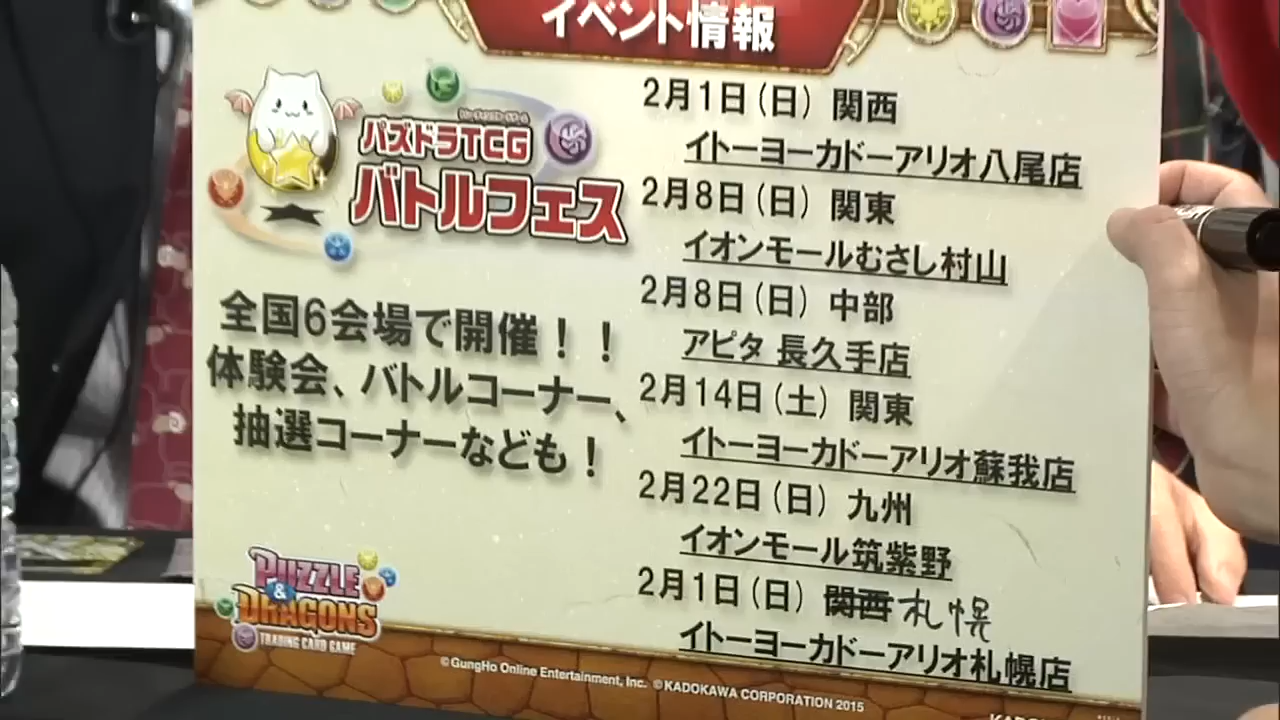 イベント情報
パズドラTCG
バトルフェス
全国6会場で開催！！
体験会、バトルコーナー、
抽選コーナーなども！
2月1日（日） 関西
イトーヨーカドーアリオ八尾店
2月8日（日） 関東
イオンモールむさし村山
2月8日（日） 中部
アピタ 長久手店
2月14日（土） 関東
イトーヨーカドーアリオ蘇我店
2月22日（日） 九州
イオンモール筑紫野
2月1日（日） 関西 札幌
イトーヨーカドーアリオ札幌店
PUZZLE
&
DRAGONS
TRADING CARD GAME
©GungHo Online Entertainment, Inc. ©KADOKAWA CORPORATION 2015